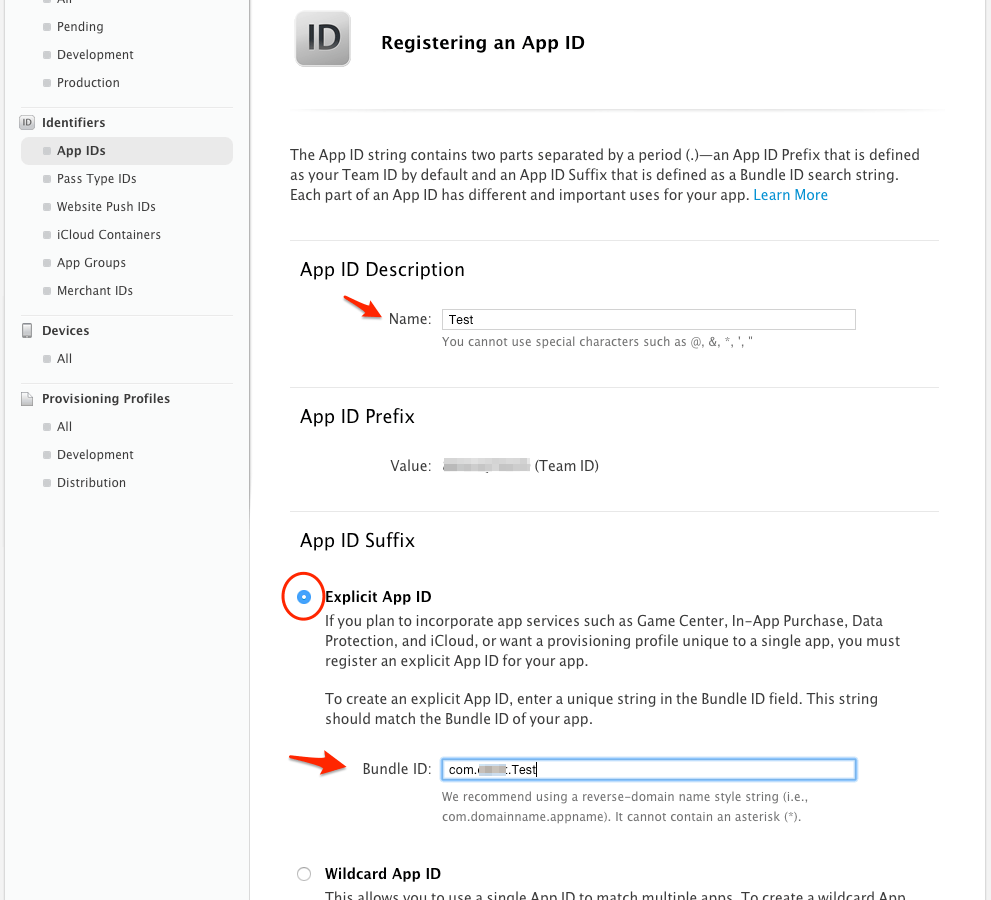 All
Pending
Development
Production
ID Identifiers
App IDs
Pass Type IDs
Website Push IDs
iCloud Containers
App Groups
Merchant IDs
Devices
All
Provisioning Profiles
All
Development
Distribution
ID
Registering an App ID
The App ID string contains two parts separated by a period (.)—an App ID Prefix that is defined
as your Team ID by default and an App ID Suffix that is defined as a Bundle ID search string.
Each part of an App ID has different and important uses for your app. Learn More
App ID Description
Name: Test
You cannot use special characters such as @, &, *, ', "
App ID Prefix
Value: (Team ID)
App ID Suffix
Explicit App ID
If you plan to incorporate app services such as Game Center, In-App Purchase, Data
Protection, and iCloud, or want a provisioning profile unique to a single app, you must
register an explicit App ID for your app.
To create an explicit App ID, enter a unique string in the Bundle ID field. This string
should match the Bundle ID of your app.
Bundle ID: com. .Test
We recommend using a reverse-domain name style string (i.e.,
com.domainname.appname). It cannot contain an asterisk (*).
Wildcard App ID
This allows you to use a single App ID to match multiple apps. To create a wildcard App